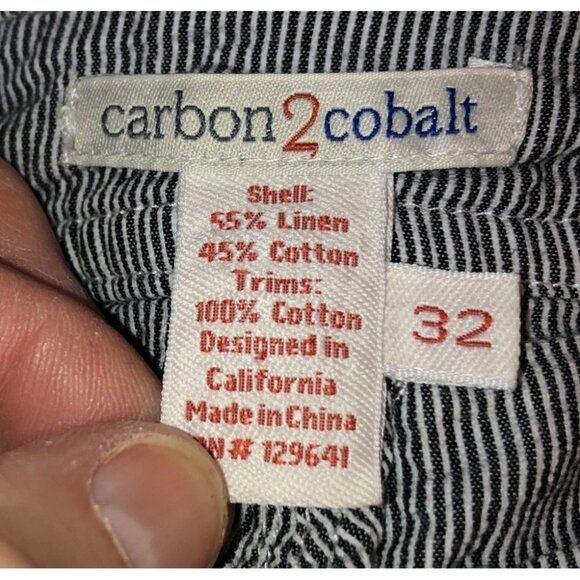 carbon2cobalt
Shell:
55% Linen
45% Cotton
Trims:
100% Cotton
Designed in
California
Made in China
RN# 129641
32